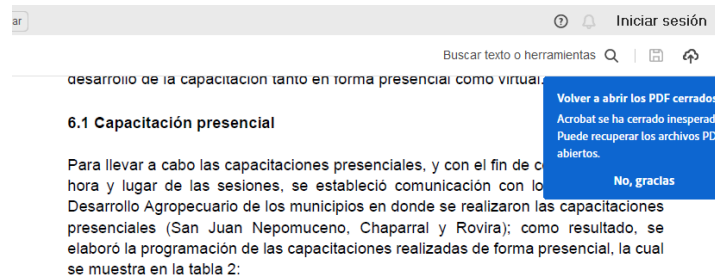 ar
Iniciar sesión
Buscar texto o herramientas
desarrollo de la capacitación tanto en forma presencial como virtual.
Volver a abrir los PDF cerrados
6.1 Capacitación presencial
Acrobat se ha cerrado inesperad
Puede recuperar los archivos PD
abiertos.
No, gracias
Para llevar a cabo las capacitaciones presenciales, y con el fin de c
hora y lugar de las sesiones, se estableció comunicación con lo
Desarrollo Agropecuario de los municipios en donde se realizaron las capacitaciones
presenciales (San Juan Nepomuceno, Chaparral y Rovira); como resultado, se
elaboró la programación de las capacitaciones realizadas de forma presencial, la cual
se muestra en la tabla 2: